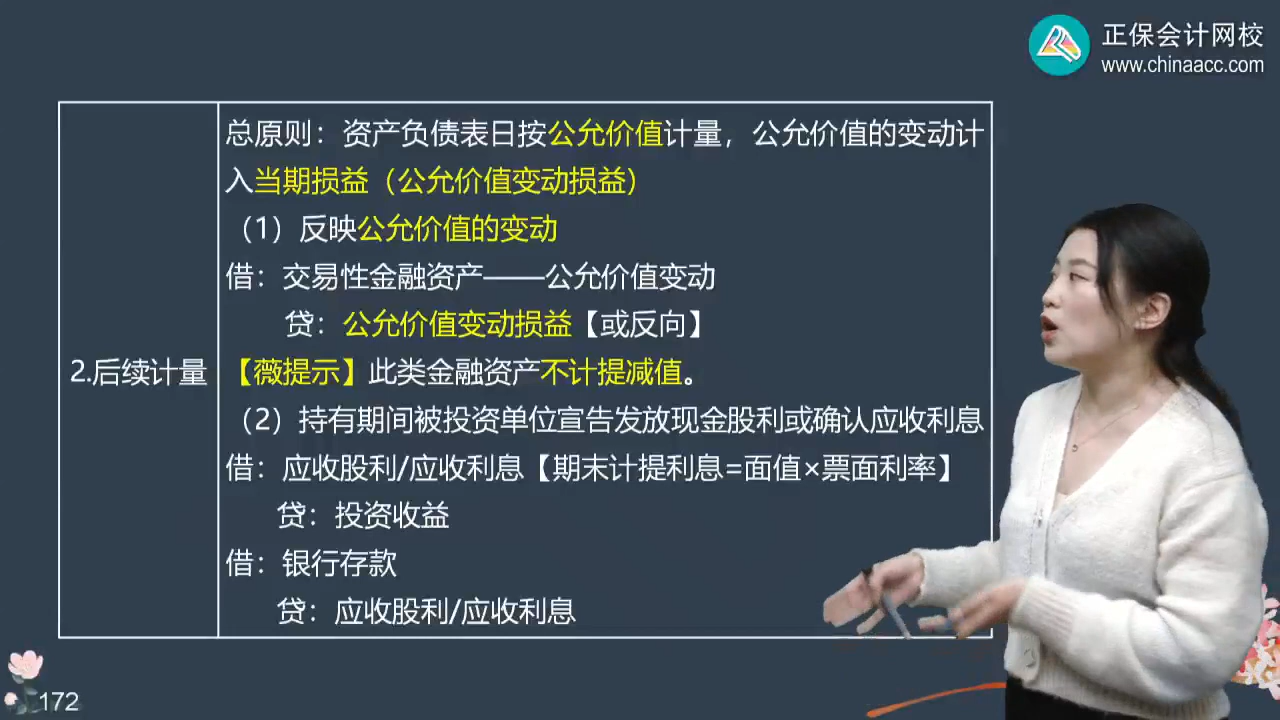 正保会计网校
www.chinaacc.com
总原则：资产负债表日按公允价值计量，公允价值的变动计
入当期损益（公允价值变动损益）
（1）反映公允价值的变动
借：交易性金融资产——公允价值变动
贷：公允价值变动损益【或反向】
2.后续计量
【薇提示】此类金融资产不计提减值。
（2）持有期间被投资单位宣告发放现金股利或确认应收利息
借：应收股利/应收利息【期末计提利息=面值×票面利率】
贷：投资收益
借：银行存款
贷：应收股利/应收利息
172